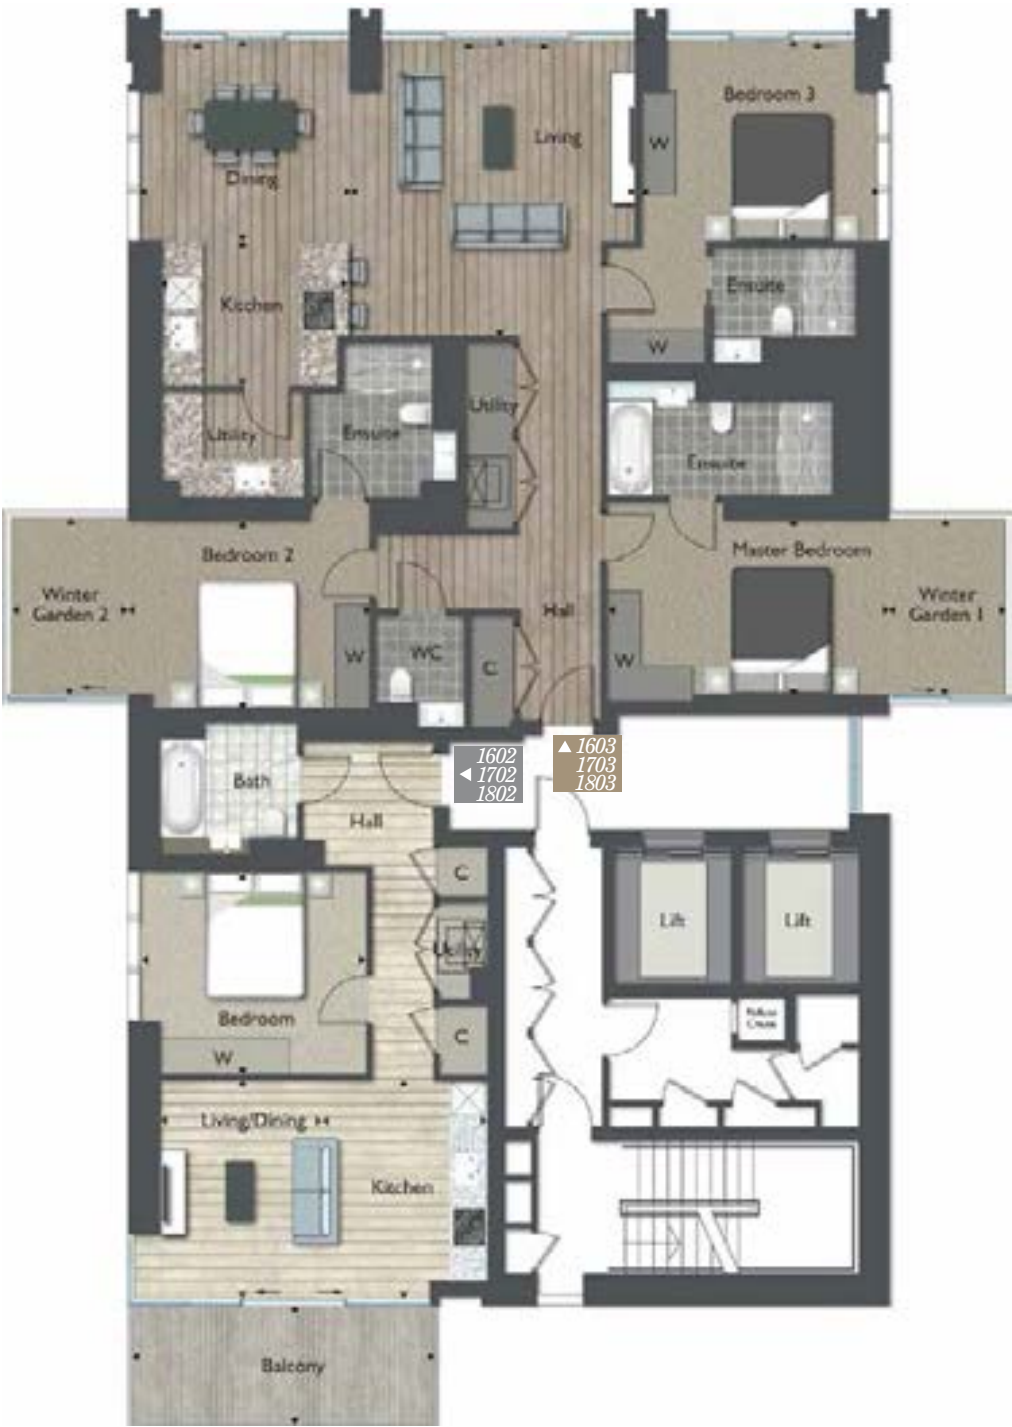 Bedroom 3
W
Living
Dining
Ensuite
Kitchen
W
Utility
Utility
Ensuite
Ensuite
Bedroom 2
Master Bedroom
Winter
Garden 2
Winter
Garden 1
Hall
W
WC
C
W
1602
1702
1802
1603
1703
1803
Bath
Hall
C
Lift
Lift
Utility
Refuse
Chute
Bedroom
C
W
Living/Dining
Kitchen
Balcony